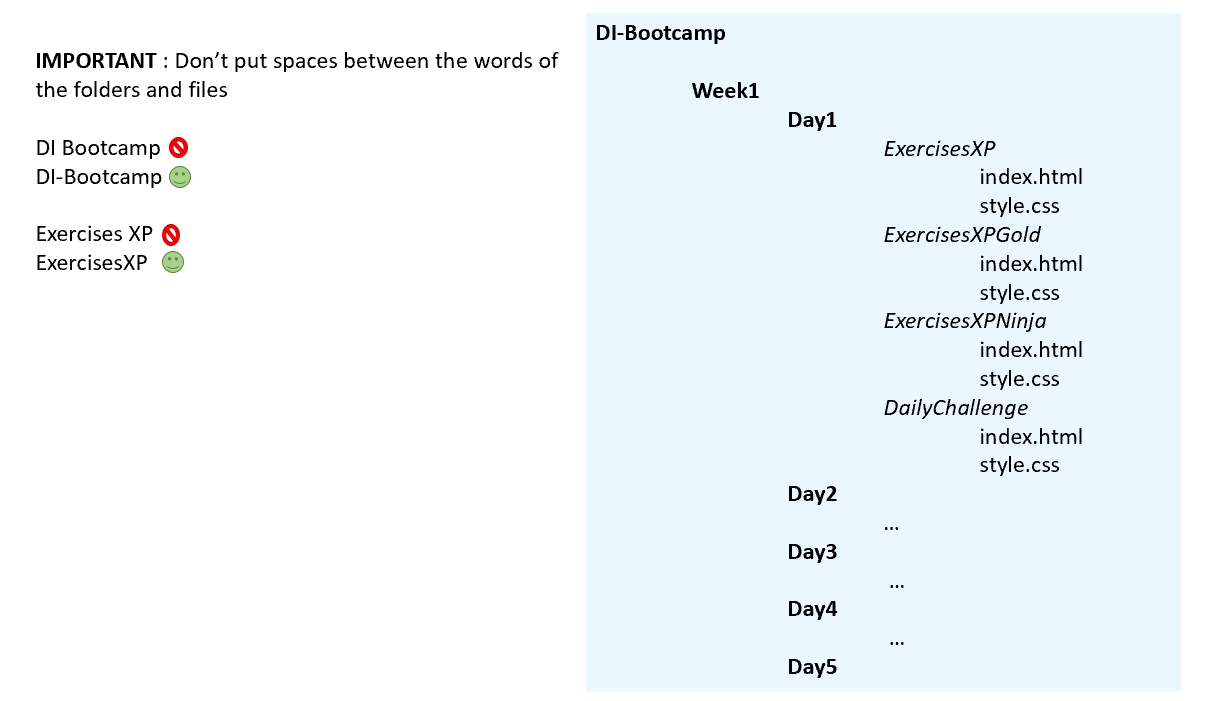 IMPORTANT : Don’t put spaces between the words of
the folders and files
DI Bootcamp
DI-Bootcamp
Exercises XP
ExercisesXP
DI-Bootcamp
Week1
Day1
ExercisesXP
index.html
style.css
ExercisesXPGold
index.html
style.css
ExercisesXPNinja
index.html
style.css
DailyChallenge
index.html
style.css
Day2
...
Day3
...
Day4
...
Day5